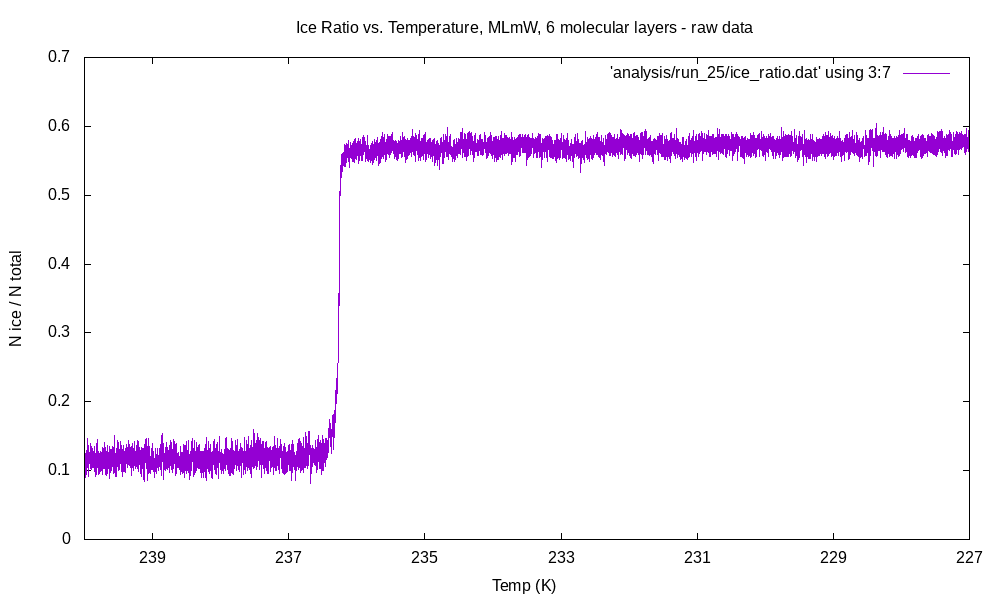 Ice Ratio vs. Temperature, MLmW, 6 molecular layers - raw data
0.7
'analysis/run_25/ice_ratio.dat' using 3:7
0.6
0.5
0.4
0.3
0.2
0.1
0
N ice / N total
239 237 235 233 231 229 227
Temp (K)